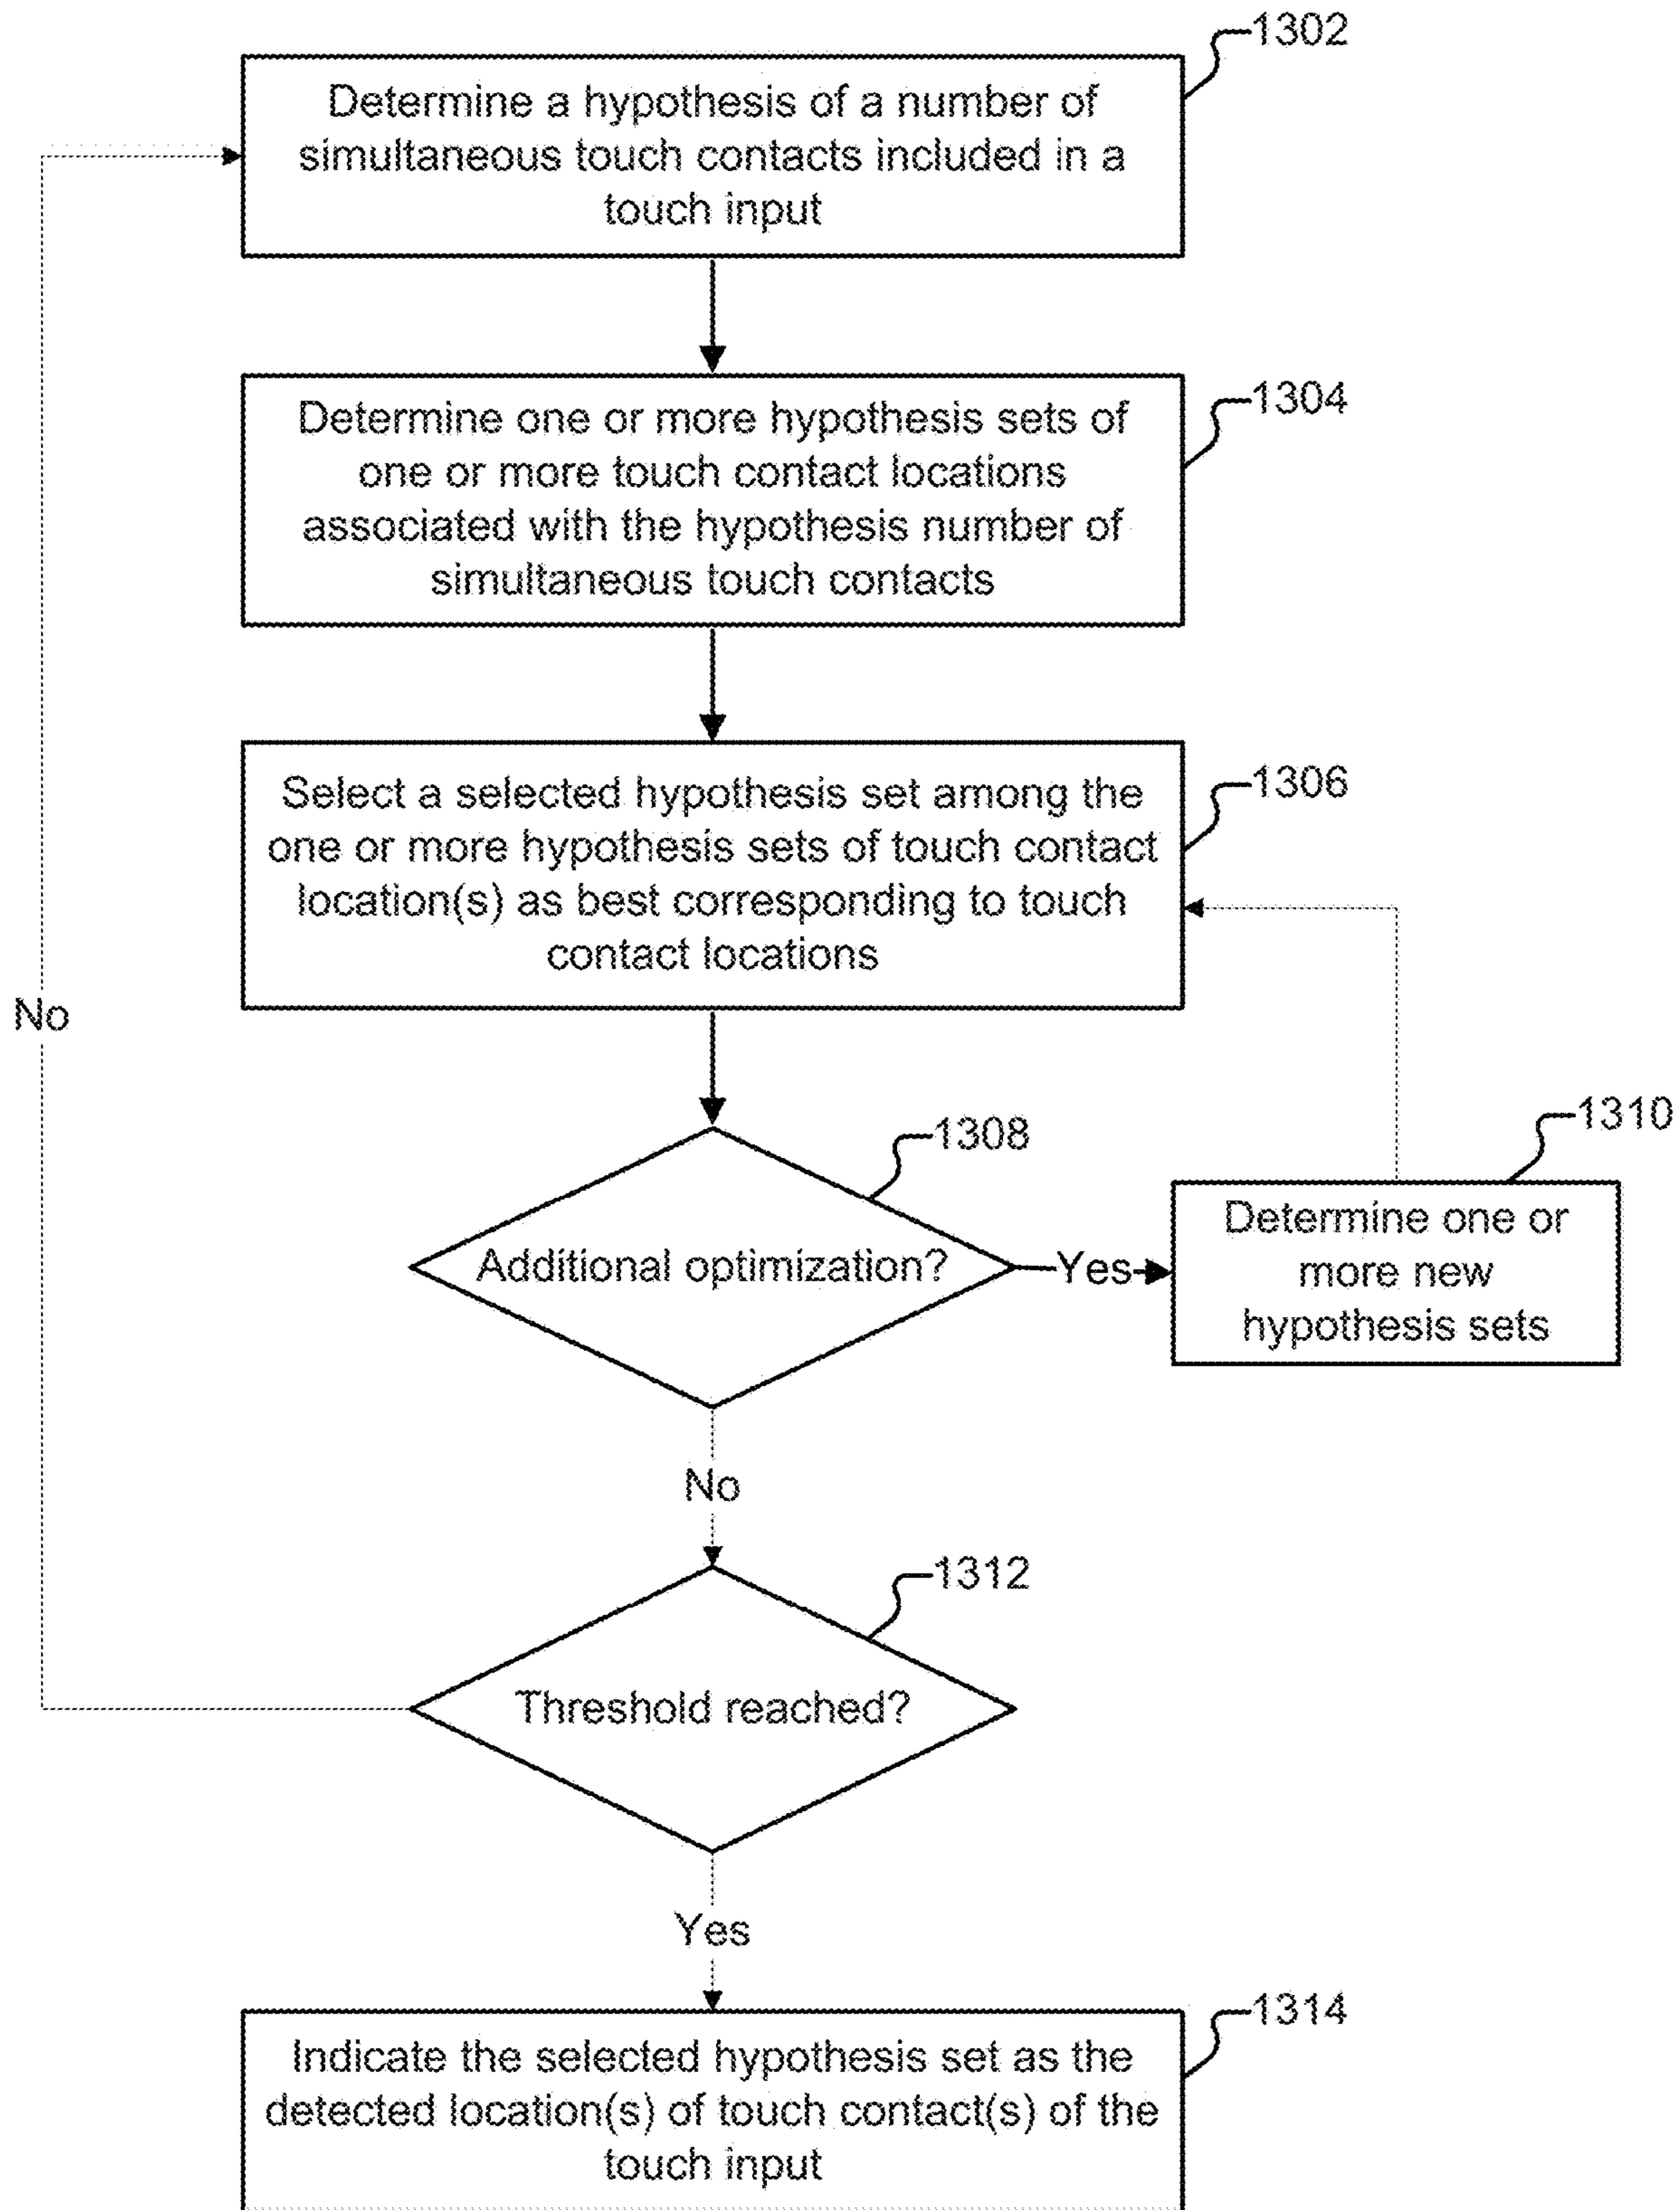 1302
Determine a hypothesis of a number of
simultaneous touch contacts included in a
touch input
1304
Determine one or more hypothesis sets of
one or more touch contact locations
associated with the hypothesis number of
simultaneous touch contacts
1306
Select a selected hypothesis set among the
one or more hypothesis sets of touch contact
location(s) as best corresponding to touch
contact locations
No
1308
1310
Additional optimization?
Yes
Determine one or
more new
hypothesis sets
No
1312
Threshold reached?
Yes
1314
Indicate the selected hypothesis set as the
detected location(s) of touch contact(s) of the
touch input